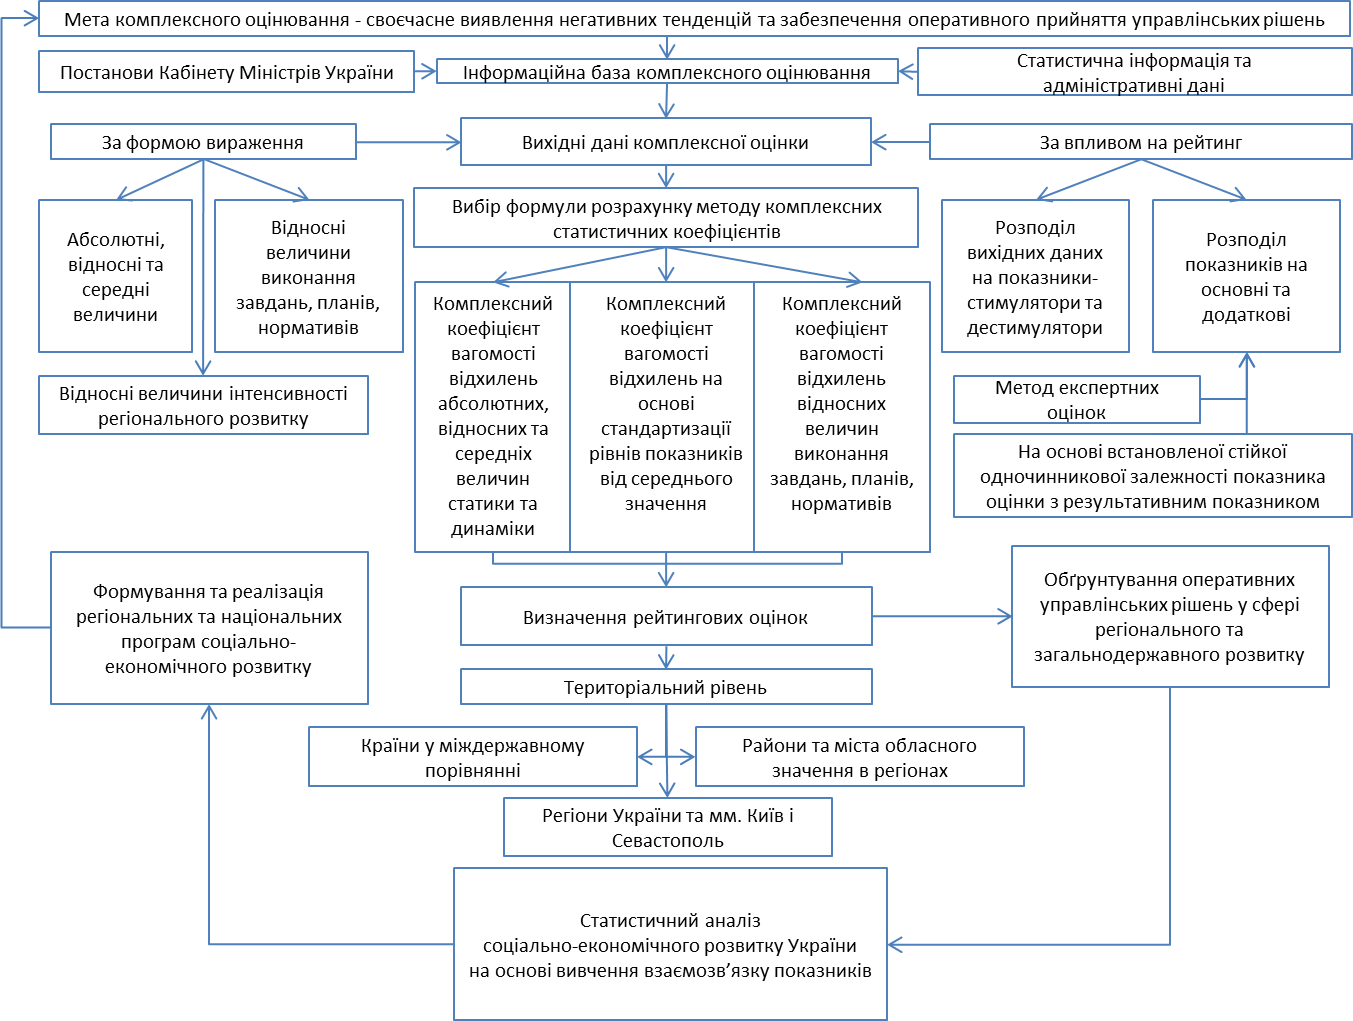 Мета комплексного оцінювання - своєчасне виявлення негативних тенденцій та забезпечення оперативного прийняття управлінських рішень
Постанови Кабінету Міністрів України
Інформаційна база комплексного оцінювання
Статистична інформація та
адміністративні дані
За формою вираження
Вихідні дані комплексної оцінки
За впливом на рейтинг
Абсолютні,
відносні та
середні
величини
Відносні
величини
виконання
завдань, планів,
нормативів
Відносні величини інтенсивності
регіонального розвитку
Вибір формули розрахунку методу комплексних
статистичних коефіцієнтів
Розподіл
вихідних даних
на показники-
стимулятори та
дестимулятори
Розподіл
показників на
основні та
додаткові
Метод експертних
оцінок
На основі встановленої стійкої
одночинникової залежності показника
оцінки з результативним показником
Комплексний
коефіцієнт
вагомості
відхилень
абсолютних,
відносних та
середніх
величин
статики та
динаміки
Комплексний
коефіцієнт
вагомості
відхилень на
основі
стандартизації
рівнів показників
від середнього
значення
Комплексний
коефіцієнт
вагомості
відхилень
відносних
величин
виконання
завдань, планів,
нормативів
Формування та реалізація
регіональних та національних
програм соціально-
економічного розвитку
Визначення рейтингових оцінок
Обґрунтування оперативних
управлінських рішень у сфері
регіонального та
загальнодержавного розвитку
Територіальний рівень
Країни у міждержавному
порівнянні
Райони та міста обласного
значення в регіонах
Регіони України та мм. Київ і
Севастополь
Статистичний аналіз
соціально-економічного розвитку України
на основі вивчення взаємозв’язку показників